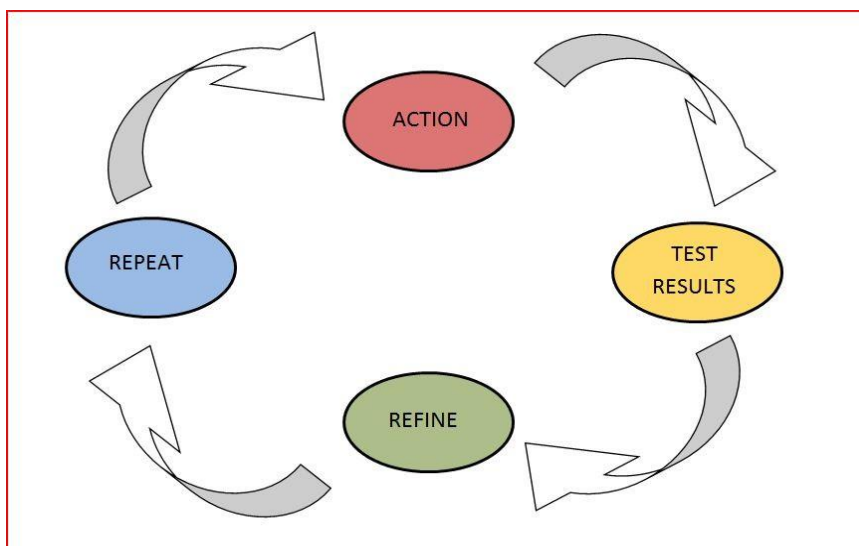 ACTION
TEST
RESULTS
REFINE
REPEAT